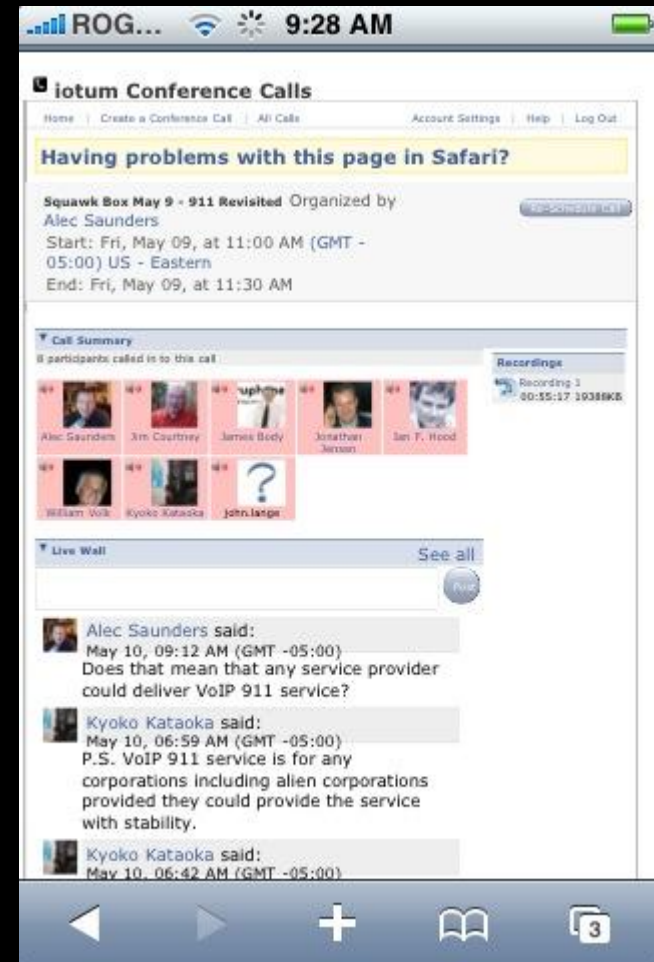 ROG... 9:28 AM
iotum Conference Calls
Home | Create a Conference Call | All Calls Account Settings | Help | Log Out
Having problems with this page in Safari?
Squawk Box May 9 - 911 Revisited Organized by
Alec Saunders
Start: Fri, May 09, at 11:00 AM (GMT -
05:00) US - Eastern
End: Fri, May 09, at 11:30 AM
Re-Schedule Call
Call Summary
8 participants called in to this call
Recordings
Recording 1
00:55:17 19388KB
ruphone
Alec Saunders Jim Courtney James Body Jonathan Jensen Ian F. Hood
William Volk Kyoko Kataoka john.lange
Live Wall See all
Post
Alec Saunders said:
May 10, 09:12 AM (GMT -05:00)
Does that mean that any service provider
could deliver VoIP 911 service?
Kyoko Kataoka said:
May 10, 06:59 AM (GMT -05:00)
P.S. VoIP 911 service is for any
corporations including alien corporations
provided they could provide the service
with stability.
Kyoko Kataoka said:
May 10, 06:42 AM (GMT -05:00)
3